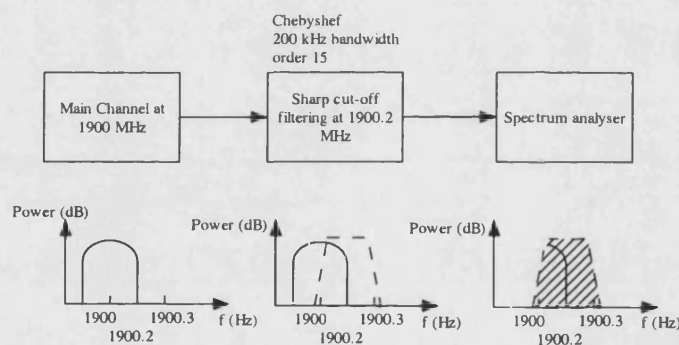 Chebyshef
200 kHz bandwidth
order 15
Main Channel at
1900 MHz
Sharp cut-off
filtering at 1900.2
MHz
Spectrum analyser
Power (dB)
1900 1900.3 f (Hz)
1900.2
Power (dB)
1900 1900.3 f (Hz)
1900.2
Power (dB)
1900 1900.3 f (Hz)
1900.2